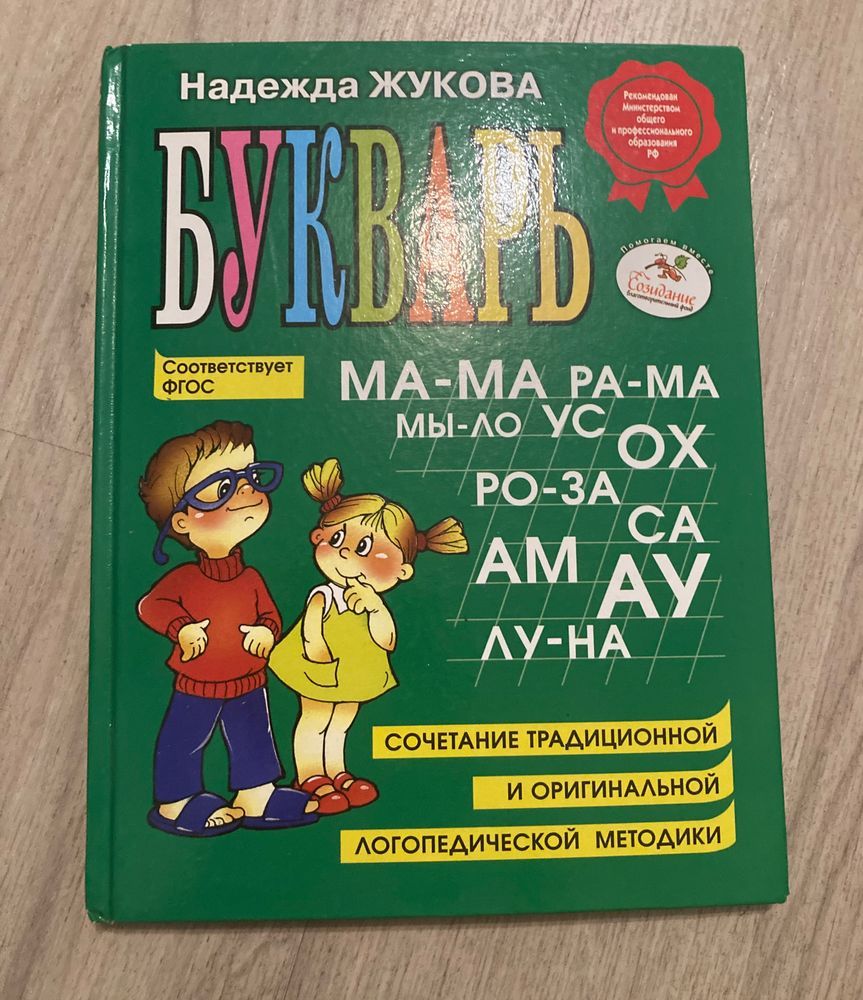 Надежда ЖУКОВА
БУКВАРЬ
Рекомендован
Министерством
общего
и профессионального
образования
РФ
Помогаем вместе
Созидание
благотворительный фонд
Соответствует
ФГОС
МА-МА РА-МА
МЫ-ЛО УС
ОХ
РО-ЗА
СА
АМ
АУ
ЛУ-НА
СОЧЕТАНИЕ ТРАДИЦИОННОЙ
И ОРИГИНАЛЬНОЙ
ЛОГОПЕДИЧЕСКОЙ МЕТОДИКИ